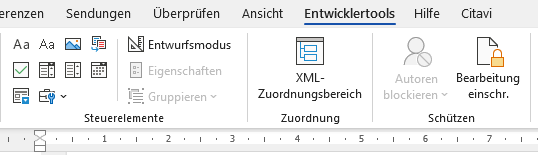 erenzen Sendungen Überprüfen Ansicht Entwicklertools Hilfe Citavi
Aa Aa
Entwurfsmodus
Eigenschaften
Gruppieren
Steuerelemente
XML-
Zuordnungsbereich
Zuordnung
Autoren
blockieren
Bearbeitung
einschr.
Schützen
1 2 3 4 5 6 7